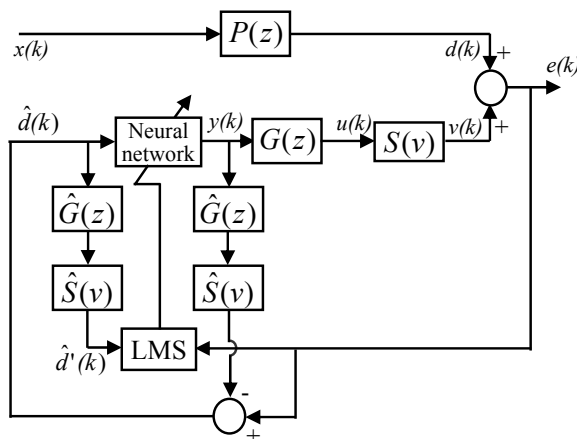 P(z)
x(k)
d(k)
+
e(k)
d̂(k)
Neural
network
y(k)
G(z)
u(k)
S(v)
v(k)
+
Ĝ(z)
Ĝ(z)
Ŝ(v)
Ŝ(v)
LMS
d̂'(k)
-
+